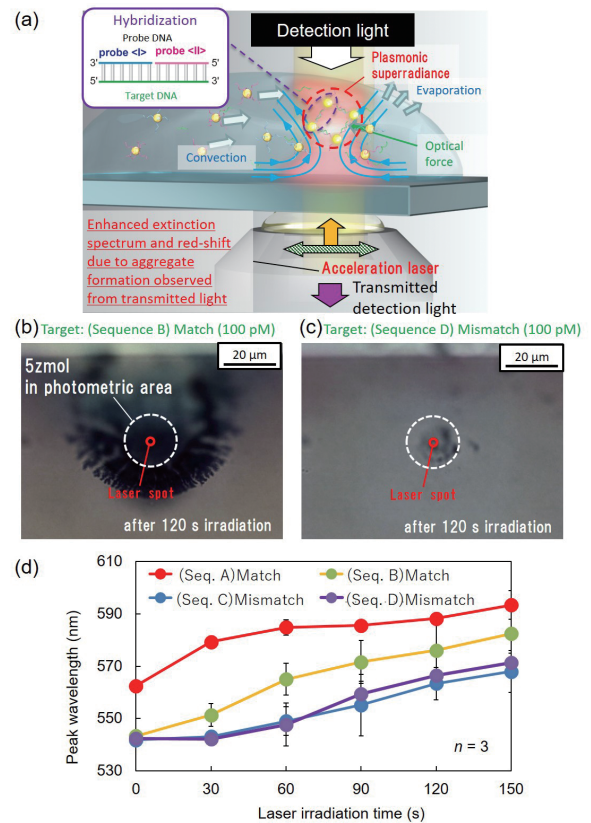 (a)
Hybridization
Probe DNA
probe <I> probe <II>
3' 5'
5' 3'
Target DNA
Detection light
Plasmonic
superradiance
Evaporation
Convection
Optical
force
Enhanced extinction
spectrum and red-shift
due to aggregate
formation observed
from transmitted light
Acceleration laser
Transmitted
detection light
(b) Target: (Sequence B) Match (100 pM)
20 µm
5zmol
in photometric area
Laser spot
after 120 s irradiation
(c) Target: (Sequence D) Mismatch (100 pM)
20 µm
Laser spot
after 120 s irradiation
(d)
Peak wavelength (nm)
610
590
570
550
530
(Seq. A)Match (Seq. B)Match
(Seq. C)Mismatch (Seq. D)Mismatch
n = 3
0 30 60 90 120 150
Laser irradiation time (s)